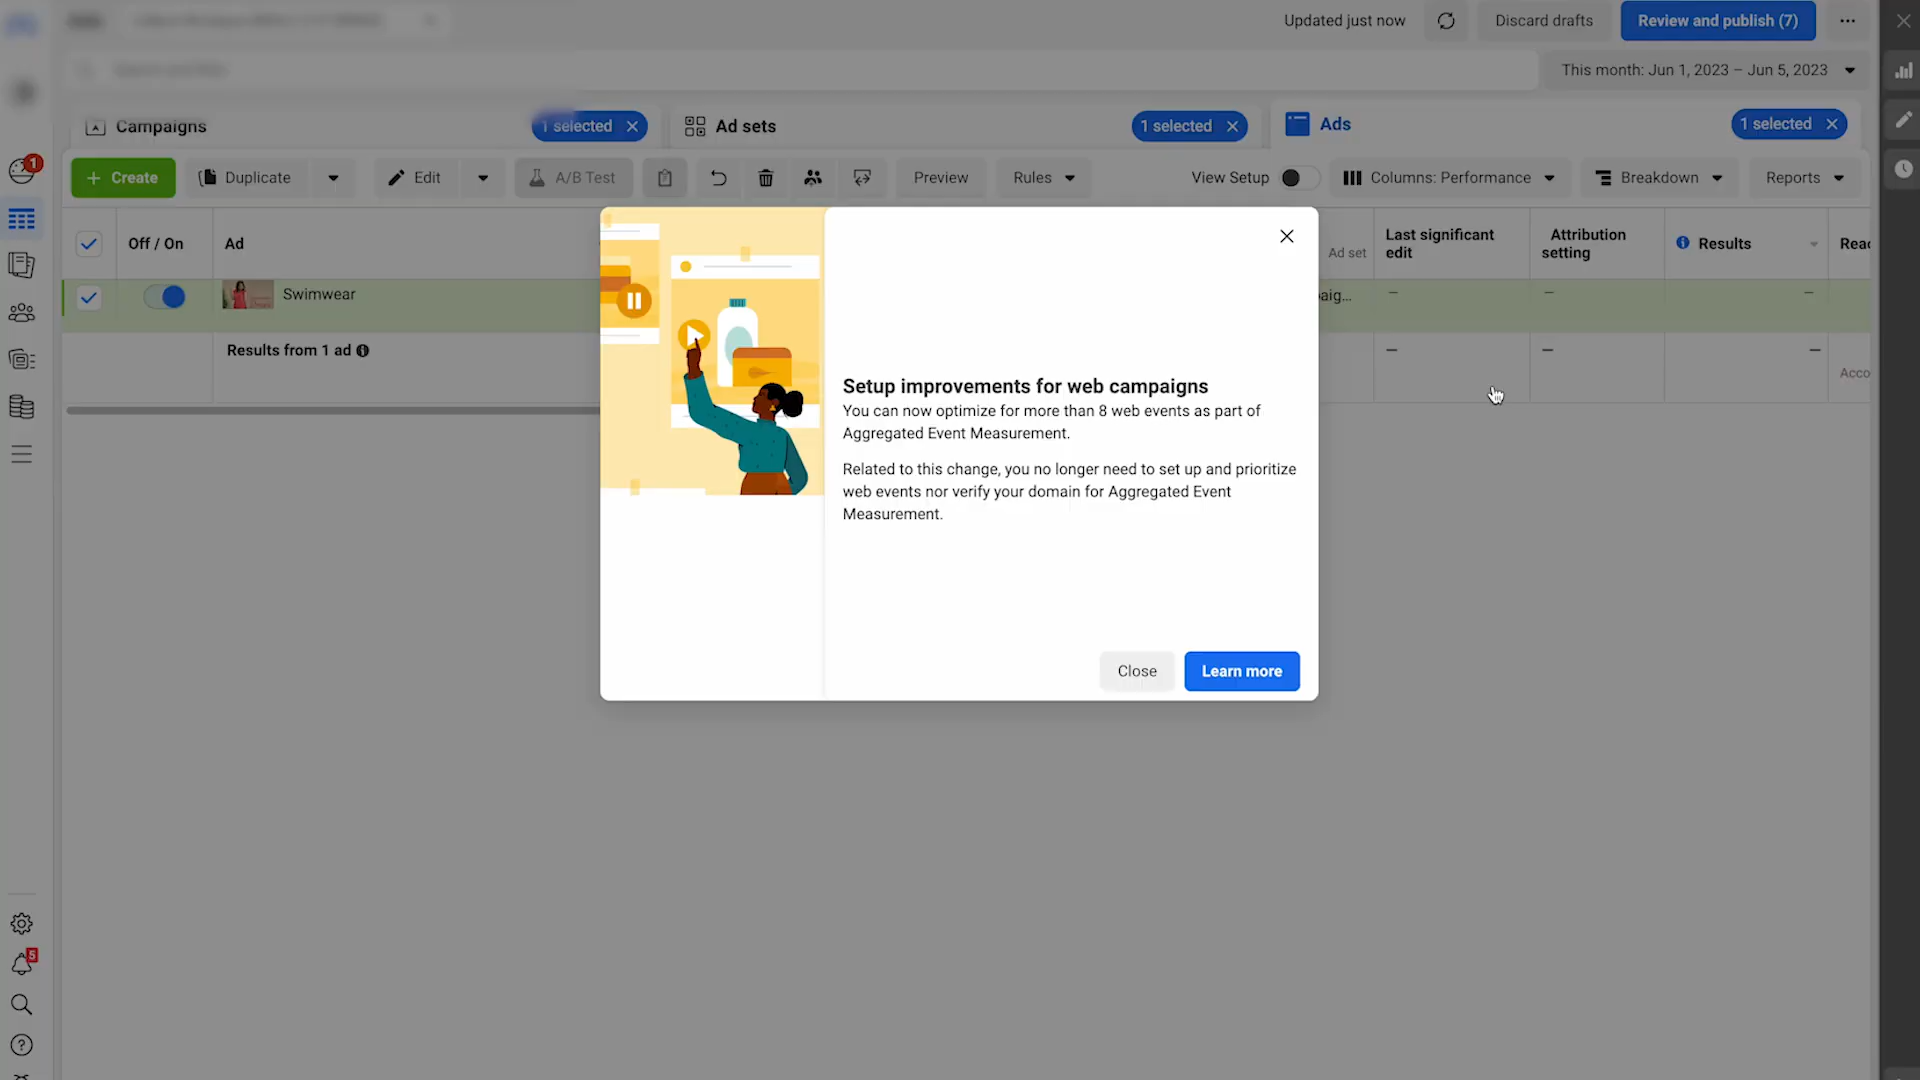 Updated just now
Discard drafts
Review and publish (7)
This month: Jun 1, 2023 – Jun 5, 2023
Campaigns
1 selected
Ad sets
1 selected
Ads
1 selected
1
+ Create
Duplicate
Edit
A/B Test
Preview
Rules
View Setup
Columns: Performance
Breakdown
Reports
Off / On
Ad
Ad set
Last significant
edit
Attribution
setting
Results
Reac
Swimwear
aig...
—
—
—
Results from 1 ad
—
—
—
Acco
Setup improvements for web campaigns
You can now optimize for more than 8 web events as part of
Aggregated Event Measurement.
Related to this change, you no longer need to set up and prioritize
web events nor verify your domain for Aggregated Event
Measurement.
Close
Learn more
5